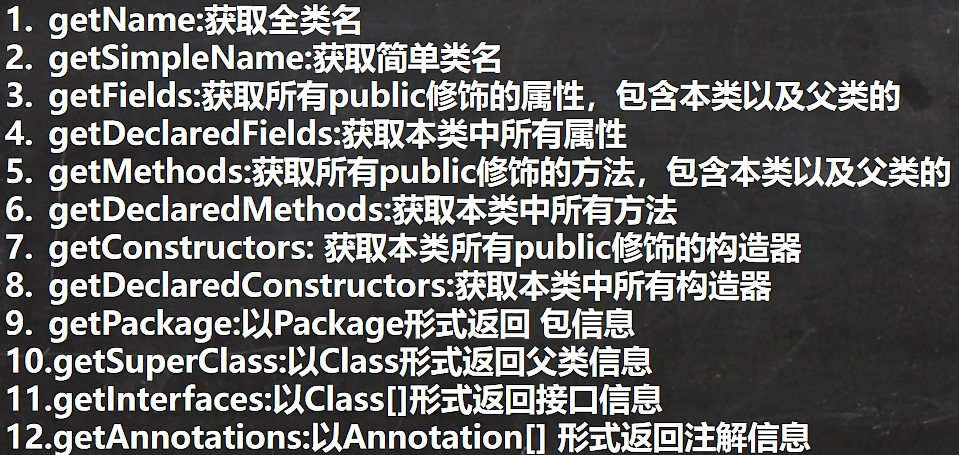 1. getName:获取全类名
2. getSimpleName:获取简单类名
3. getFields:获取所有public修饰的属性，包含本类以及父类的
4. getDeclaredFields:获取本类中所有属性
5. getMethods:获取所有public修饰的方法，包含本类以及父类的
6. getDeclaredMethods:获取本类中所有方法
7. getConstructors: 获取本类所有public修饰的构造器
8. getDeclaredConstructors:获取本类中所有构造器
9. getPackage:以Package形式返回 包信息
10.getSuperClass:以Class形式返回父类信息
11.getInterfaces:以Class[]形式返回接口信息
12.getAnnotations:以Annotation[] 形式返回注解信息